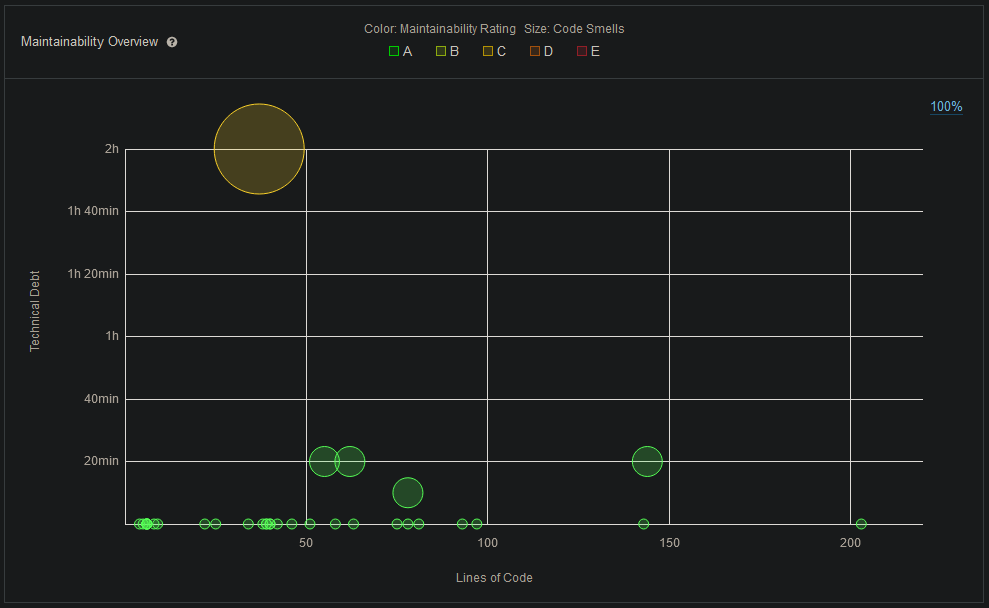 Maintainability Overview ?
Color: Maintainability Rating Size: Code Smells
A B C D E
100%
2h
1h 40min
1h 20min
1h
40min
20min
Technical Debt
50 100 150 200
Lines of Code